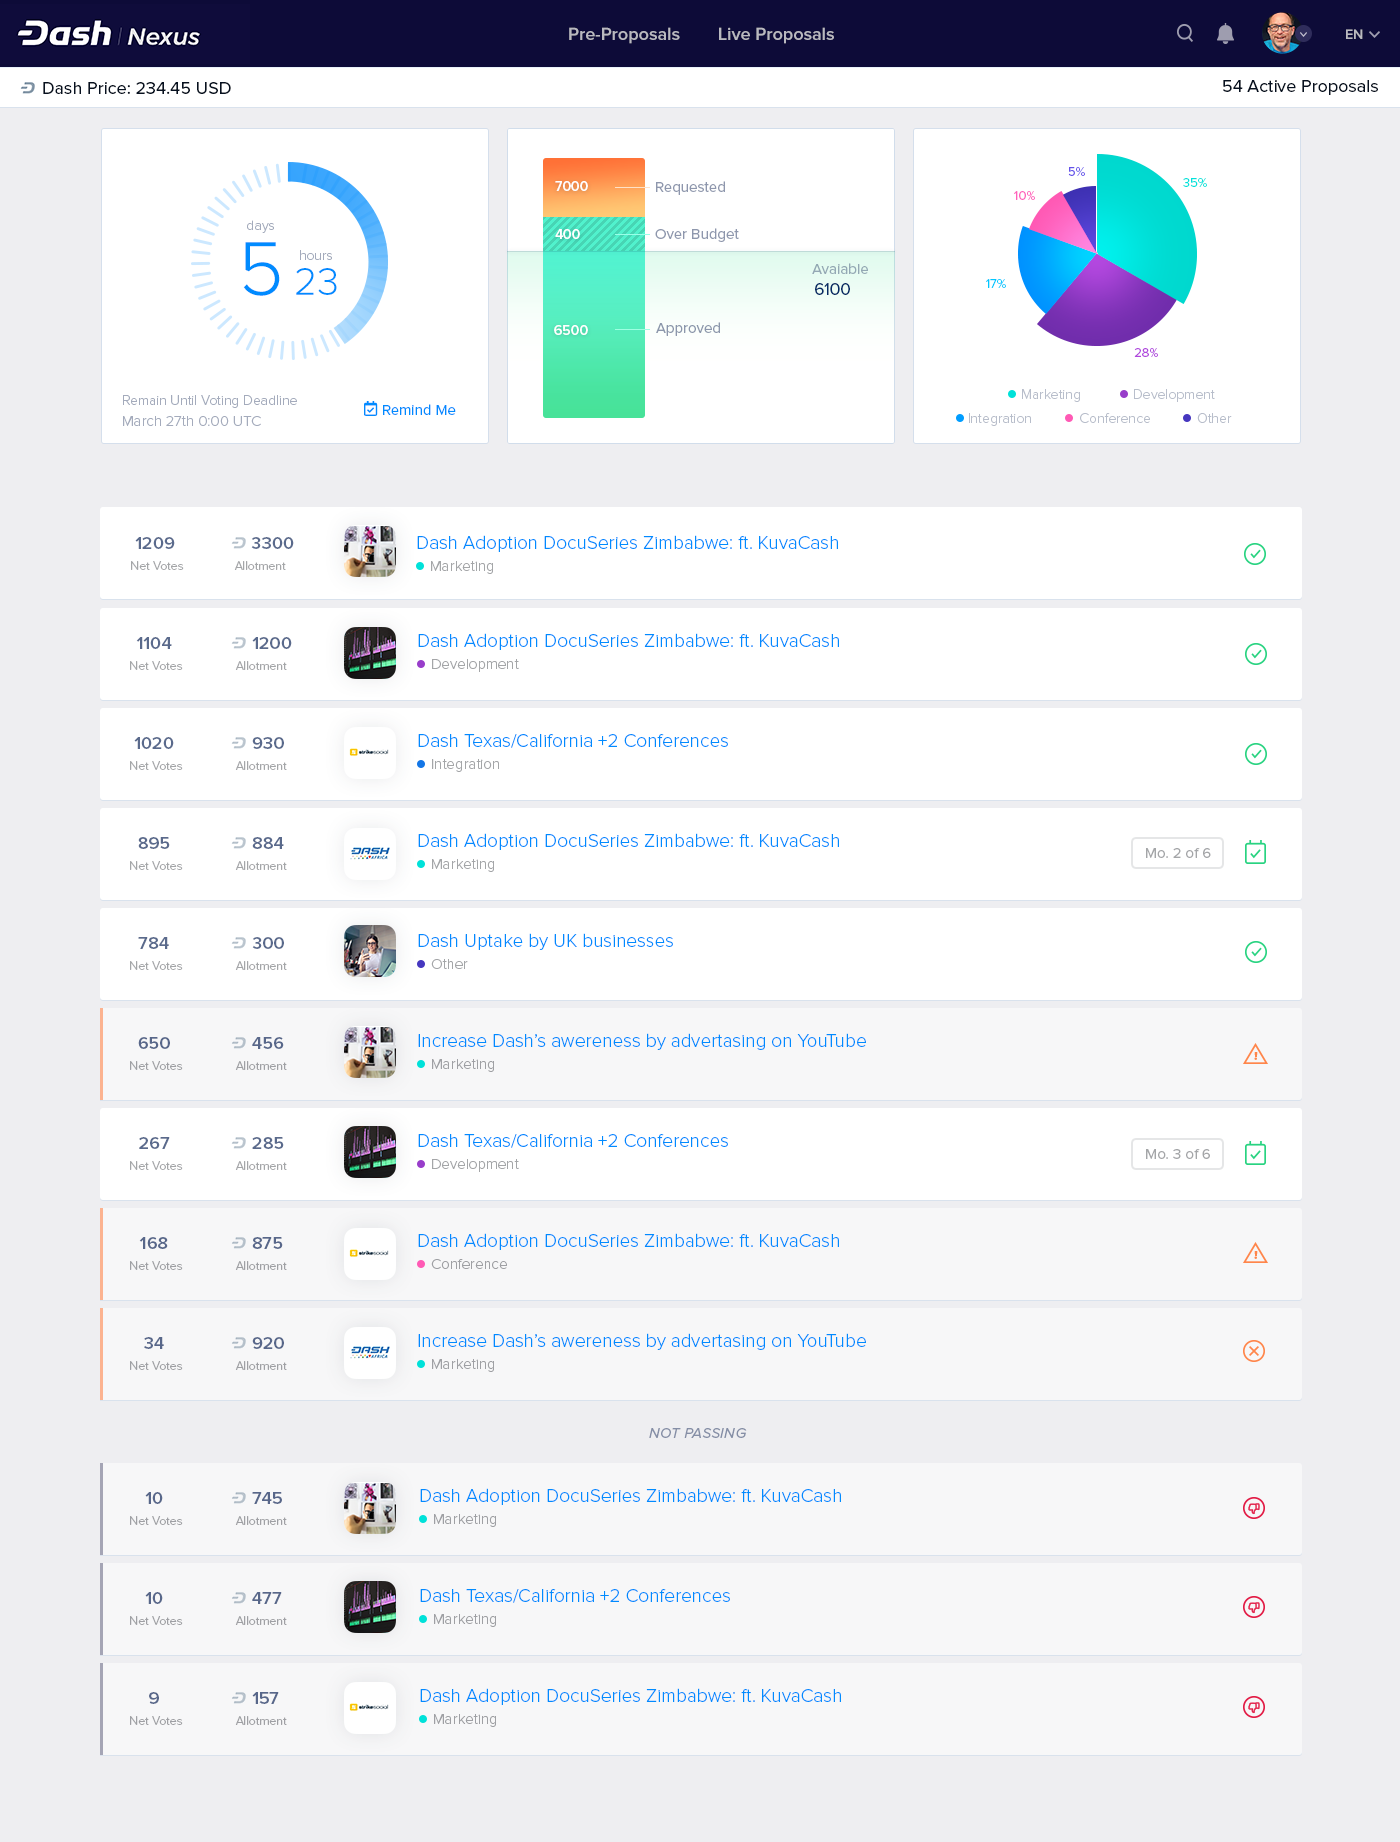 Dash | Nexus
Pre-Proposals
Live Proposals
EN
Dash Price: 234.45 USD
54 Active Proposals
days
5
hours
23
Remain Until Voting Deadline
March 27th 0:00 UTC
Remind Me
7000
Requested
400
Over Budget
Avaiable
6100
6500
Approved
5%
35%
10%
17%
28%
Marketing
Development
Integration
Conference
Other
1209
Net Votes
3300
Allotment
Dash Adoption DocuSeries Zimbabwe: ft. KuvaCash
Marketing
1104
Net Votes
1200
Allotment
Dash Adoption DocuSeries Zimbabwe: ft. KuvaCash
Development
1020
Net Votes
930
Allotment
strikesocial
Dash Texas/California +2 Conferences
Integration
895
Net Votes
884
Allotment
DASH
AFRICA
Dash Adoption DocuSeries Zimbabwe: ft. KuvaCash
Marketing
Mo. 2 of 6
784
Net Votes
300
Allotment
Dash Uptake by UK businesses
Other
650
Net Votes
456
Allotment
Increase Dash's awereness by advertasing on YouTube
Marketing
267
Net Votes
285
Allotment
Dash Texas/California +2 Conferences
Development
Mo. 3 of 6
168
Net Votes
875
Allotment
strikesocial
Dash Adoption DocuSeries Zimbabwe: ft. KuvaCash
Conference
34
Net Votes
920
Allotment
DASH
AFRICA
Increase Dash's awereness by advertasing on YouTube
Marketing
NOT PASSING
10
Net Votes
745
Allotment
Dash Adoption DocuSeries Zimbabwe: ft. KuvaCash
Marketing
10
Net Votes
477
Allotment
Dash Texas/California +2 Conferences
Marketing
9
Net Votes
157
Allotment
strikesocial
Dash Adoption DocuSeries Zimbabwe: ft. KuvaCash
Marketing